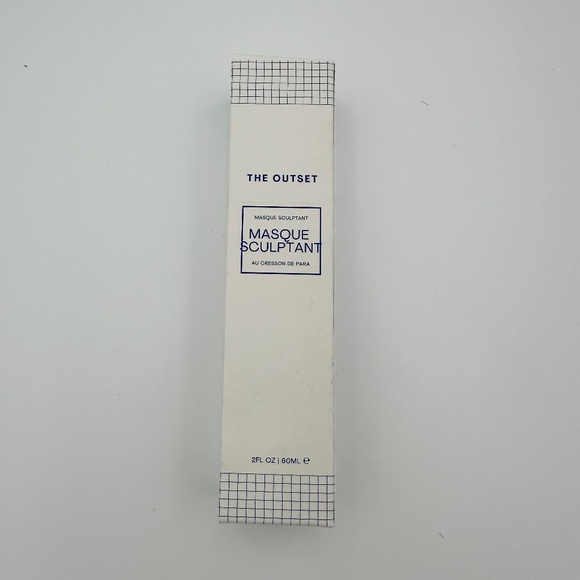 THE OUTSET
MASQUE SCULPTANT
MASQUE
SCULPTANT
AU CRESSON DE PARA
2FL OZ | 60ML ℮